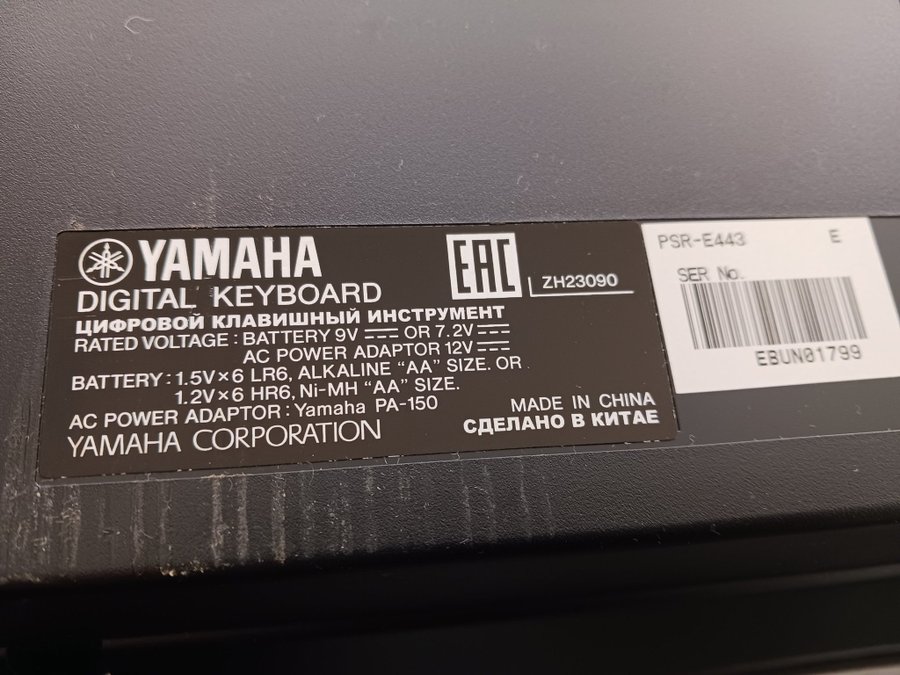 YAMAHA
DIGITAL KEYBOARD
ЦИФРОВОЙ КЛАВИШНЫЙ ИНСТРУМЕНТ
RATED VOLTAGE : BATTERY 9V ⎓ OR 7.2V ⎓
AC POWER ADAPTOR 12V ⎓
BATTERY : 1.5V×6 LR6, ALKALINE "AA" SIZE. OR
1.2V×6 HR6, Ni-MH "AA" SIZE.
AC POWER ADAPTOR : Yamaha PA-150
YAMAHA CORPORATION
EAC
ZH23090
MADE IN CHINA
СДЕЛАНО В КИТАЕ
PSR-E443 E
SER No.
EBUN01799